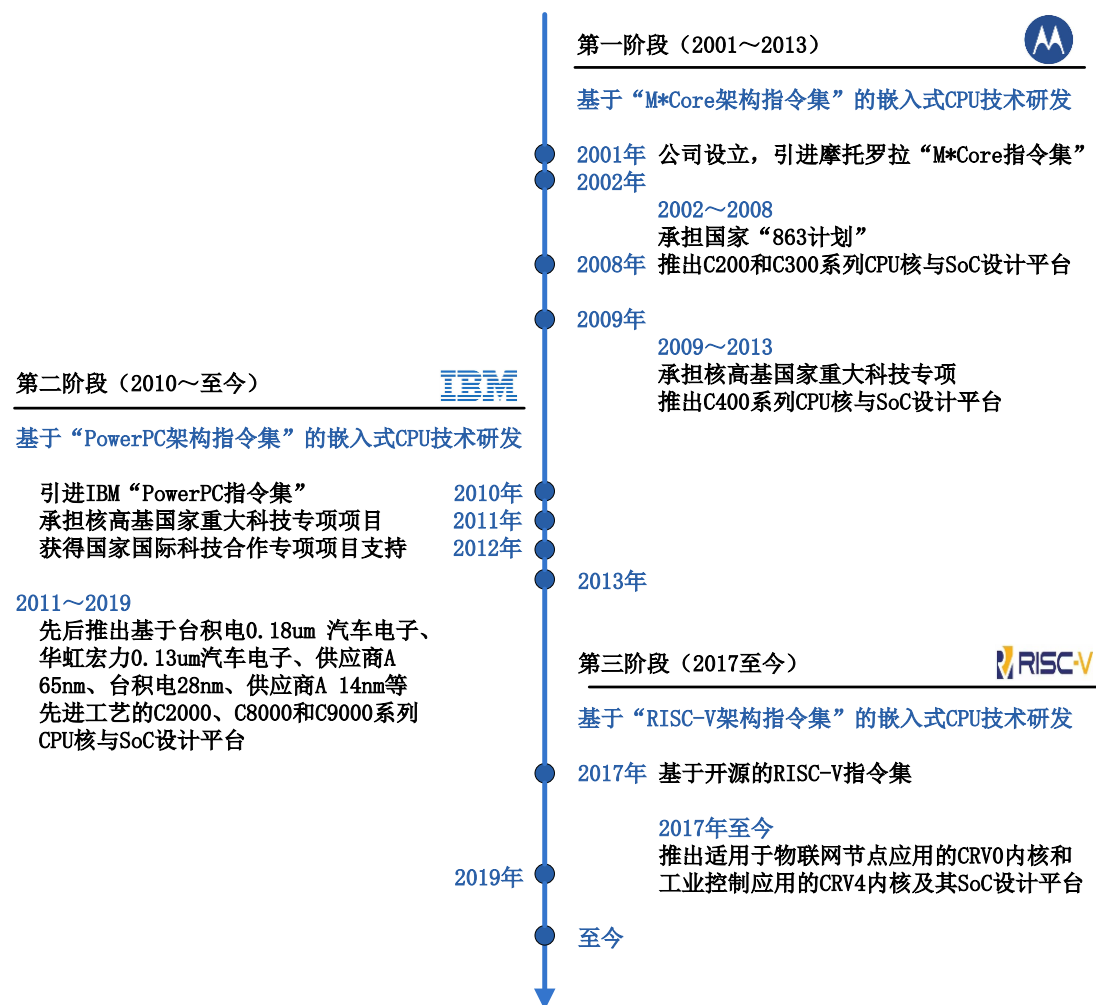 第一阶段（2001～2013）
基于“M*Core架构指令集”的嵌入式CPU技术研发
2001年 公司设立，引进摩托罗拉“M*Core指令集”
2002年
2002～2008
承担国家“863计划”
2008年 推出C200和C300系列CPU核与SoC设计平台
2009年
2009～2013
承担核高基国家重大科技专项
推出C400系列CPU核与SoC设计平台
第二阶段（2010～至今）
IBM
基于“PowerPC架构指令集”的嵌入式CPU技术研发
引进IBM“PowerPC指令集” 2010年
承担核高基国家重大科技专项项目 2011年
获得国家国际科技合作专项项目支持 2012年
2013年
2011～2019
先后推出基于台积电0.18um 汽车电子、
华虹宏力0.13um汽车电子、供应商A
65nm、台积电28nm、供应商A 14nm等
先进工艺的C2000、C8000和C9000系列
CPU核与SoC设计平台
第三阶段（2017至今）
RISC-V
基于“RISC-V架构指令集”的嵌入式CPU技术研发
2017年 基于开源的RISC-V指令集
2017年至今
推出适用于物联网节点应用的CRV0内核和
工业控制应用的CRV4内核及其SoC设计平台
2019年
至今